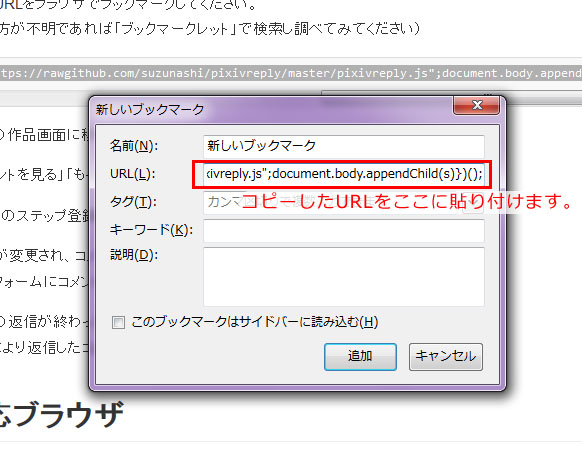 URLをブラウザでブックマークしてください。
方が不明であれば「ブックマークレット」で検索し調べてみてください）
ttps://rawgithub.com/suzunashi/pixivreply/master/pixivreply.js";document.body.append
新しいブックマーク
の作品画面に移
名前(N):
新しいブックマーク
ントを見る」「も
URL(L):
xivreply.js";document.body.appendChild(s)})();
タグ(T):
コピーしたURLをここに貼り付けます。
のステップ登録
キーワード(K):
が変更され、コ
説明(D):
フォームにコメン
の返信が終わっ
このブックマークはサイドバーに読み込む(H)
により返信したコ
追加
キャンセル
応ブラウザ